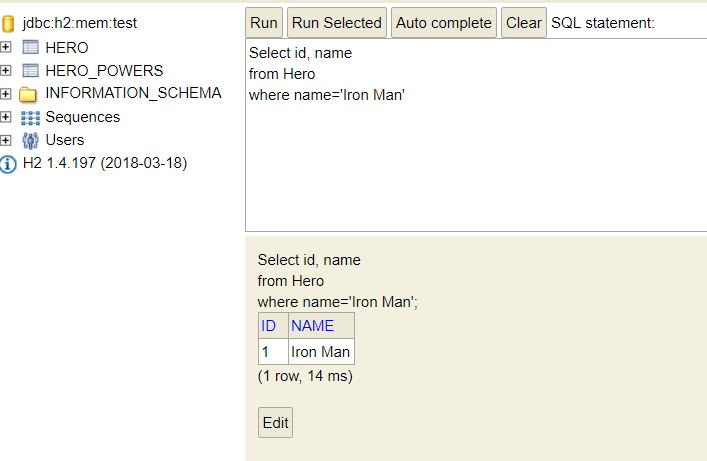 jdbc:h2:mem:test
HERO
HERO_POWERS
INFORMATION_SCHEMA
Sequences
Users
H2 1.4.197 (2018-03-18)
Run Run Selected Auto complete Clear SQL statement:
Select id, name
from Hero
where name='Iron Man'
Select id, name
from Hero
where name='Iron Man';
ID NAME
1 Iron Man
(1 row, 14 ms)
Edit